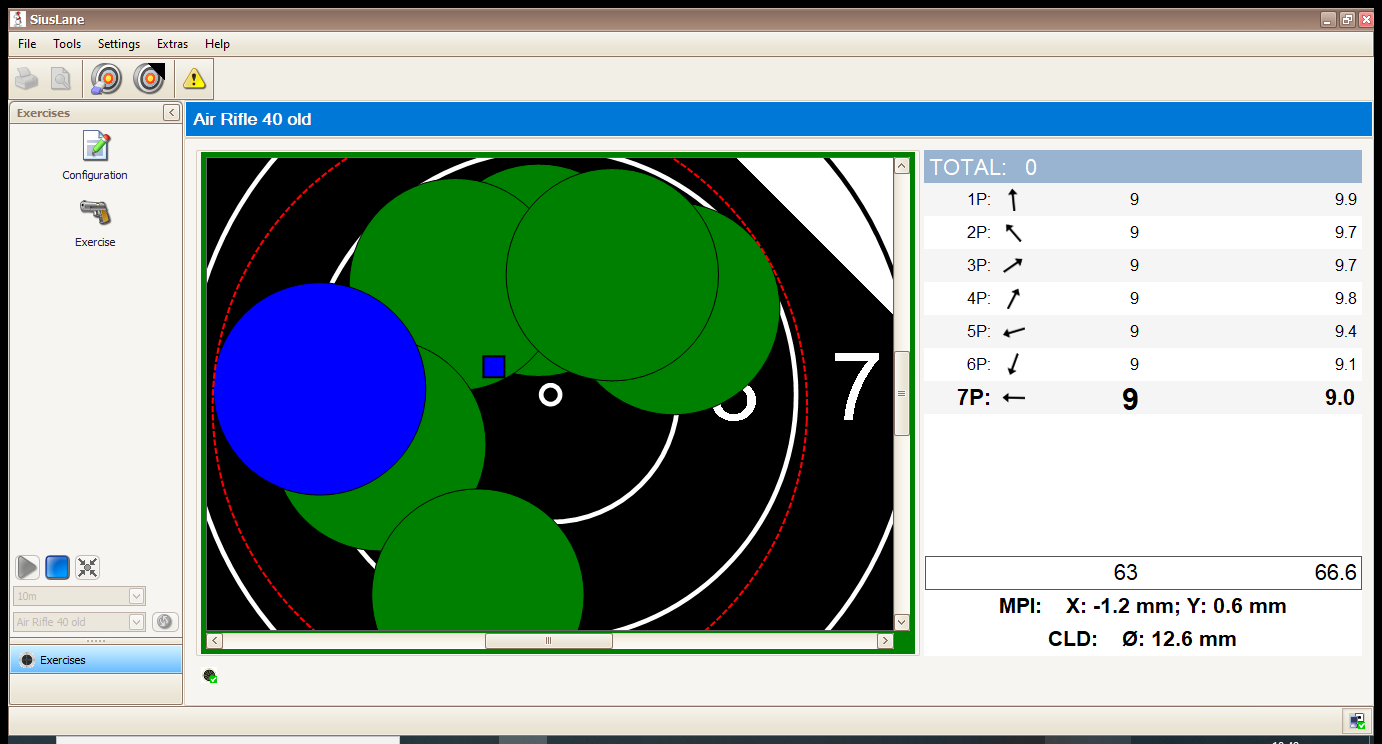 SiusLane
File Tools Settings Extras Help
Exercises
Configuration
Exercise
10m
Air Rifle 40 old
Exercises
Air Rifle 40 old
7
TOTAL: 0
1P: 9 9.9
2P: 9 9.7
3P: 9 9.7
4P: 9 9.8
5P: 9 9.4
6P: 9 9.1
7P: 9 9.0
63 66.6
MPI: X: -1.2 mm; Y: 0.6 mm
CLD: Ø: 12.6 mm